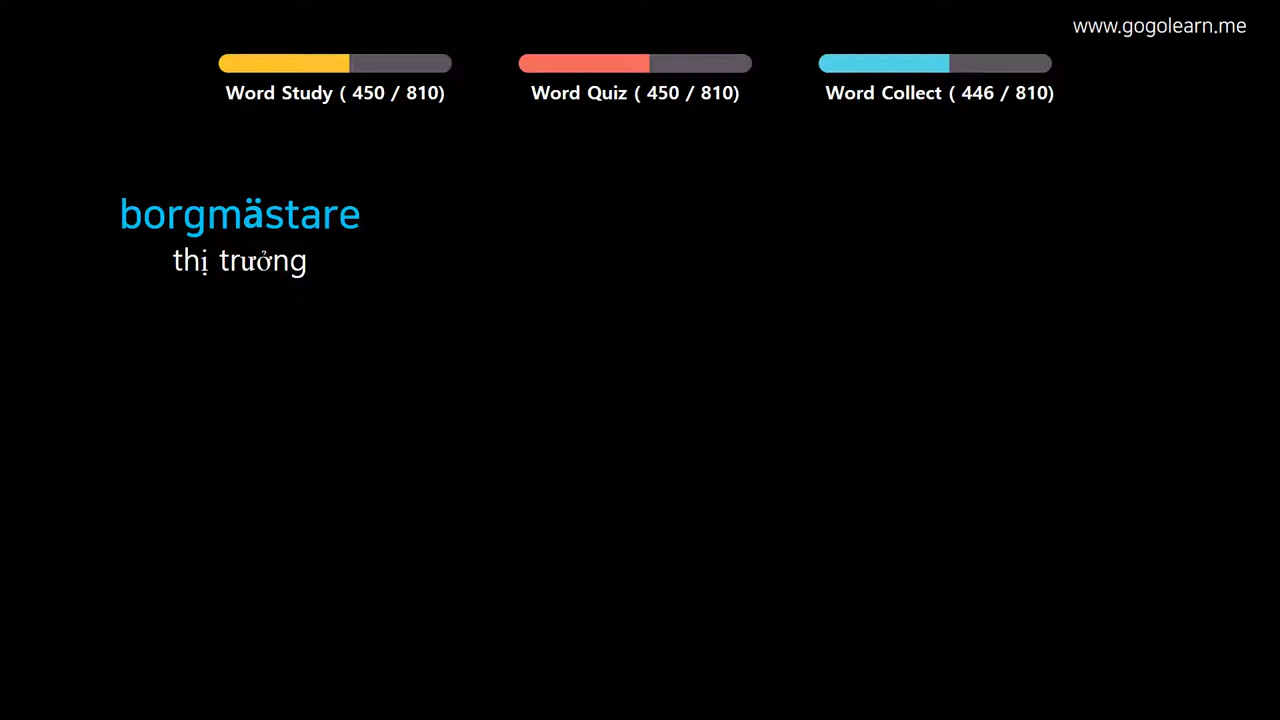 www.gogolearn.me
Word Study ( 450 / 810)
Word Quiz ( 450 / 810)
Word Collect ( 446 / 810)
borgmästare
thị trưởng